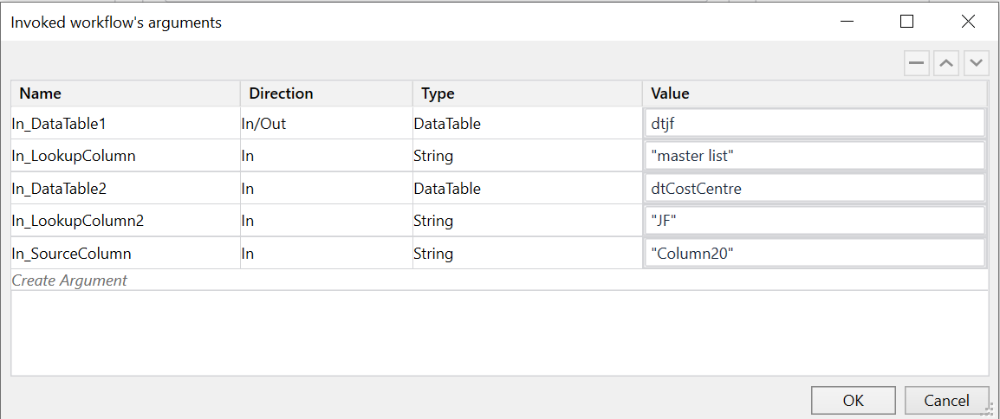 Invoked workflow's arguments
Name Direction Type Value
In_DataTable1 In/Out DataTable dtjf
In_LookupColumn In String "master list"
In_DataTable2 In DataTable dtCostCentre
In_LookupColumn2 In String "JF"
In_SourceColumn In String "Column20"
Create Argument
OK Cancel